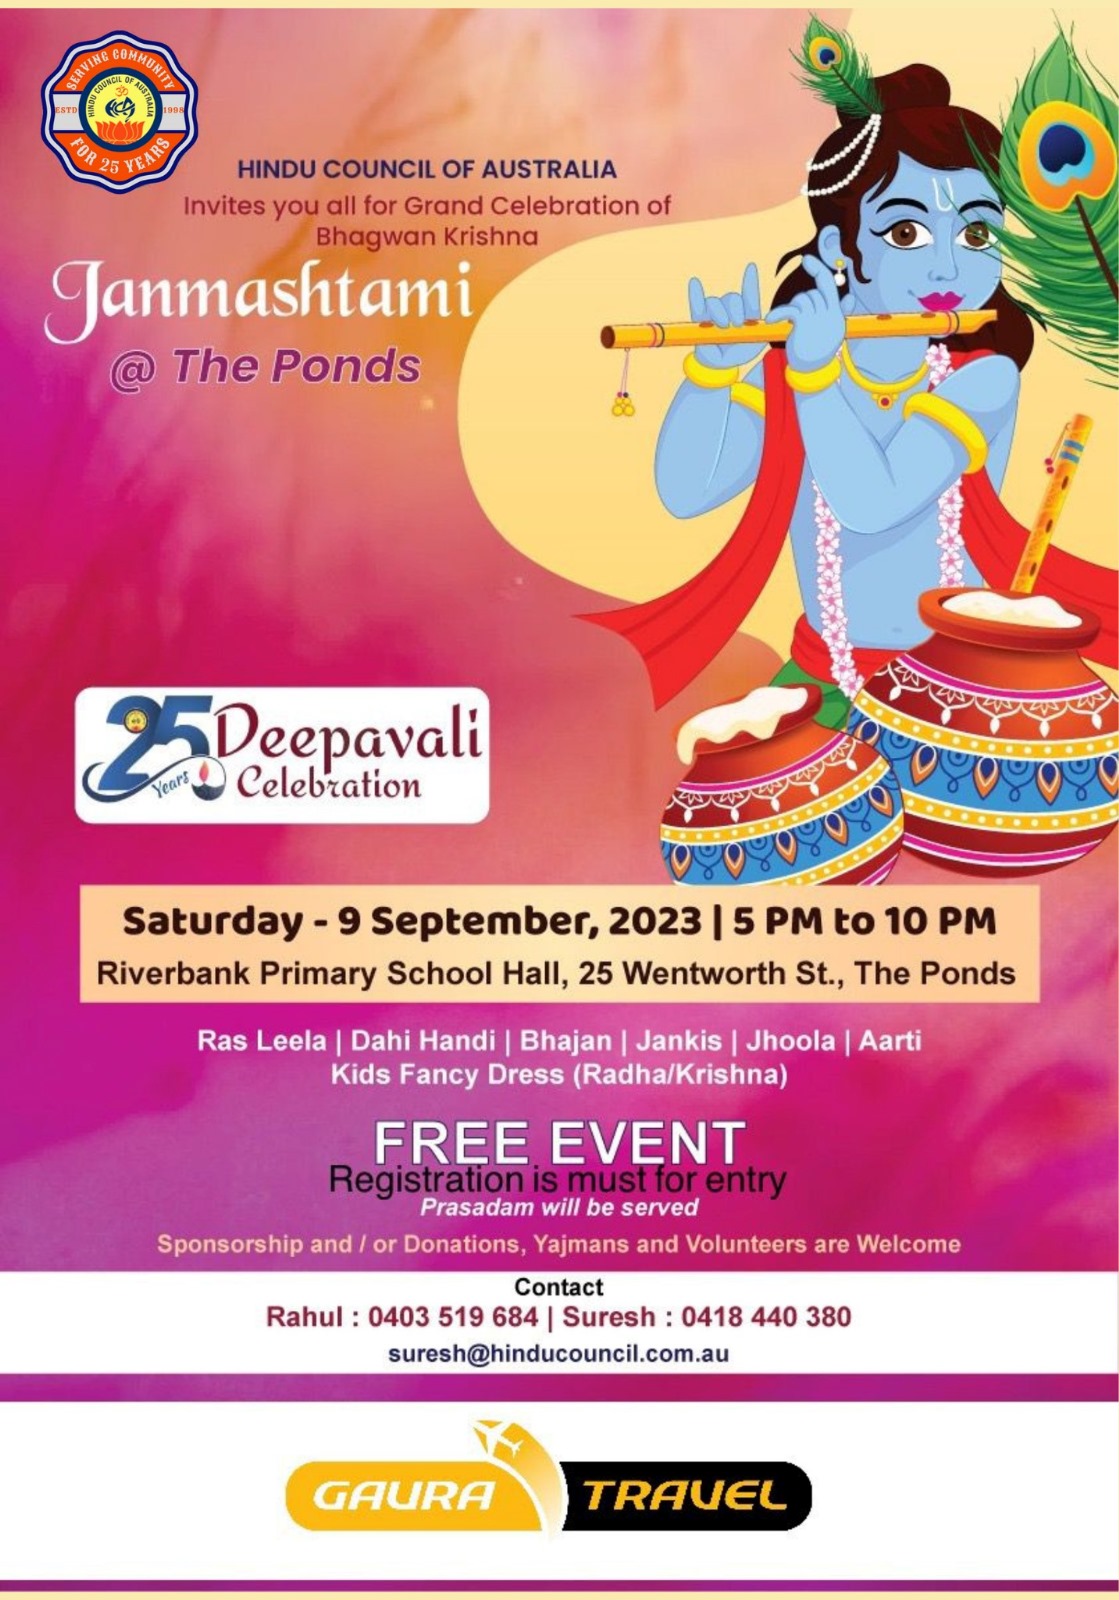 SERVING COMMUNITY
HINDU COUNCIL OF AUSTRALIA
ESTD 1998
FOR 25 YEARS
HINDU COUNCIL OF AUSTRALIA
Invites you all for Grand Celebration of
Bhagwan Krishna
Janmashtami
@ The Ponds
25 Years
Deepavali
Celebration
Saturday - 9 September, 2023 | 5 PM to 10 PM
Riverbank Primary School Hall, 25 Wentworth St., The Ponds
Ras Leela | Dahi Handi | Bhajan | Jankis | Jhoola | Aarti
Kids Fancy Dress (Radha/Krishna)
FREE EVENT
Registration is must for entry
Prasadam will be served
Sponsorship and / or Donations, Yajmans and Volunteers are Welcome
Contact
Rahul : 0403 519 684 | Suresh : 0418 440 380
suresh@hinducouncil.com.au
GAURA TRAVEL